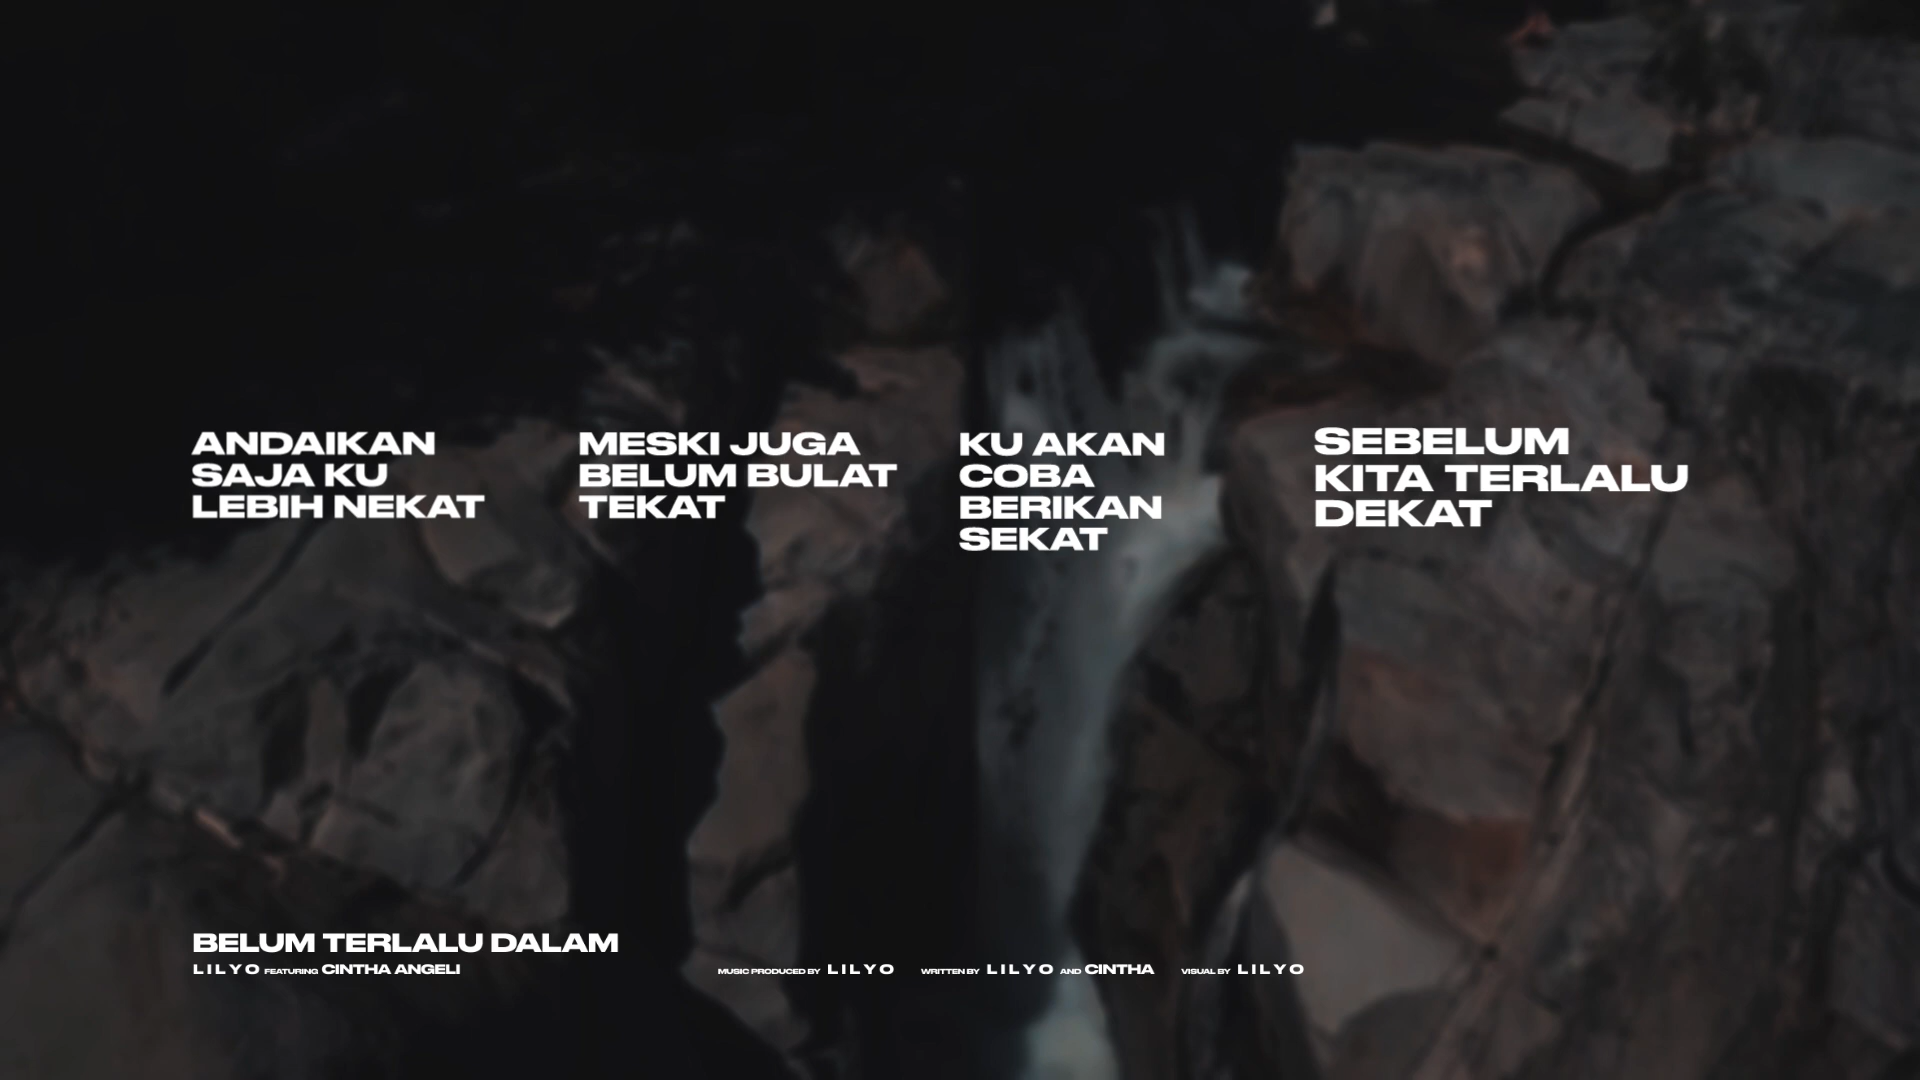 ANDAIKAN
SAJA KU
LEBIH NEKAT
MESKI JUGA
BELUM BULAT
TEKAT
KU AKAN
COBA
BERIKAN
SEKAT
SEBELUM
KITA TERLALU
DEKAT
BELUM TERLALU DALAM
LILYO FEATURING CINTHA ANGELI
MUSIC PRODUCED BY LILYO WRITTEN BY LILYO AND CINTHA VISUAL BY LILYO